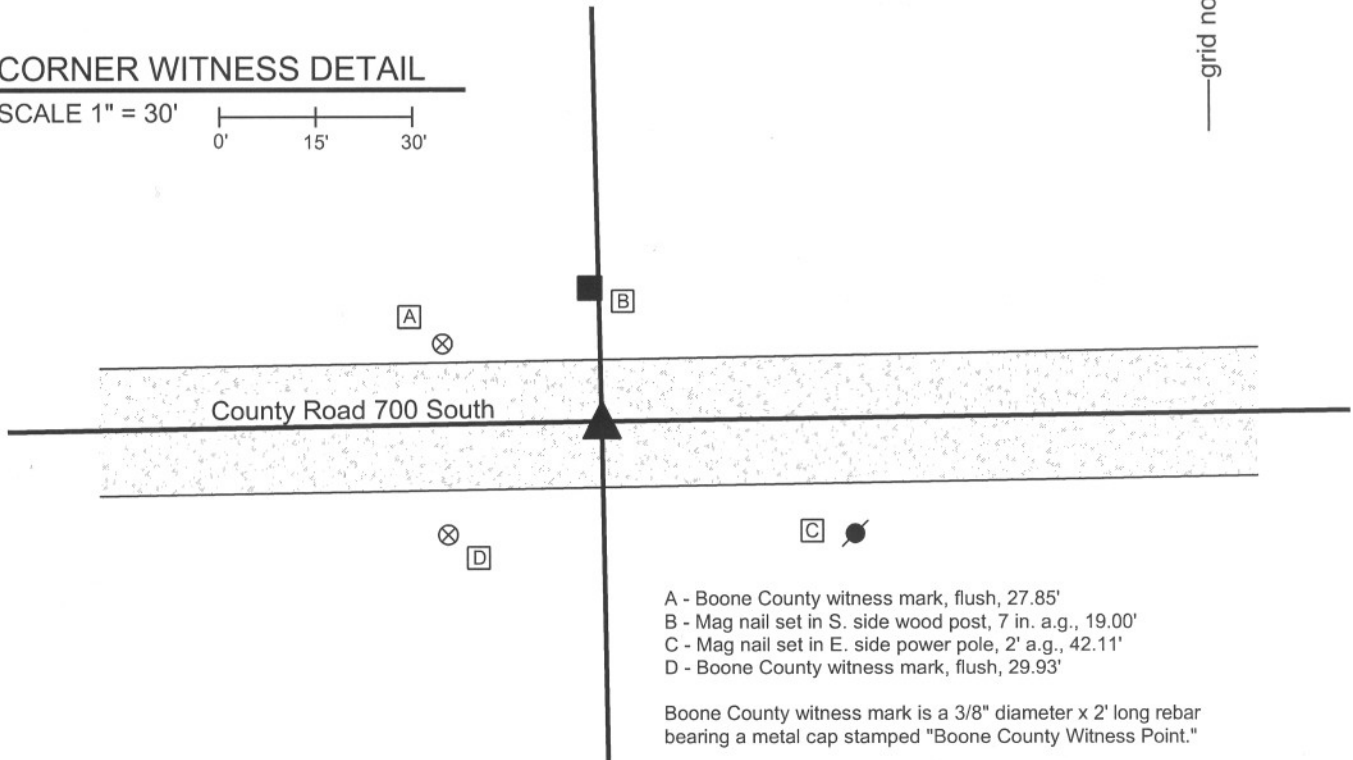 CORNER WITNESS DETAIL
SCALE 1" = 30'
0' 15' 30'
grid
A
B
County Road 700 South
C
D
A - Boone County witness mark, flush, 27.85'
B - Mag nail set in S. side wood post, 7 in. a.g., 19.00'
C - Mag nail set in E. side power pole, 2' a.g., 42.11'
D - Boone County witness mark, flush, 29.93'
Boone County witness mark is a 3/8" diameter x 2' long rebar
bearing a metal cap stamped "Boone County Witness Point."